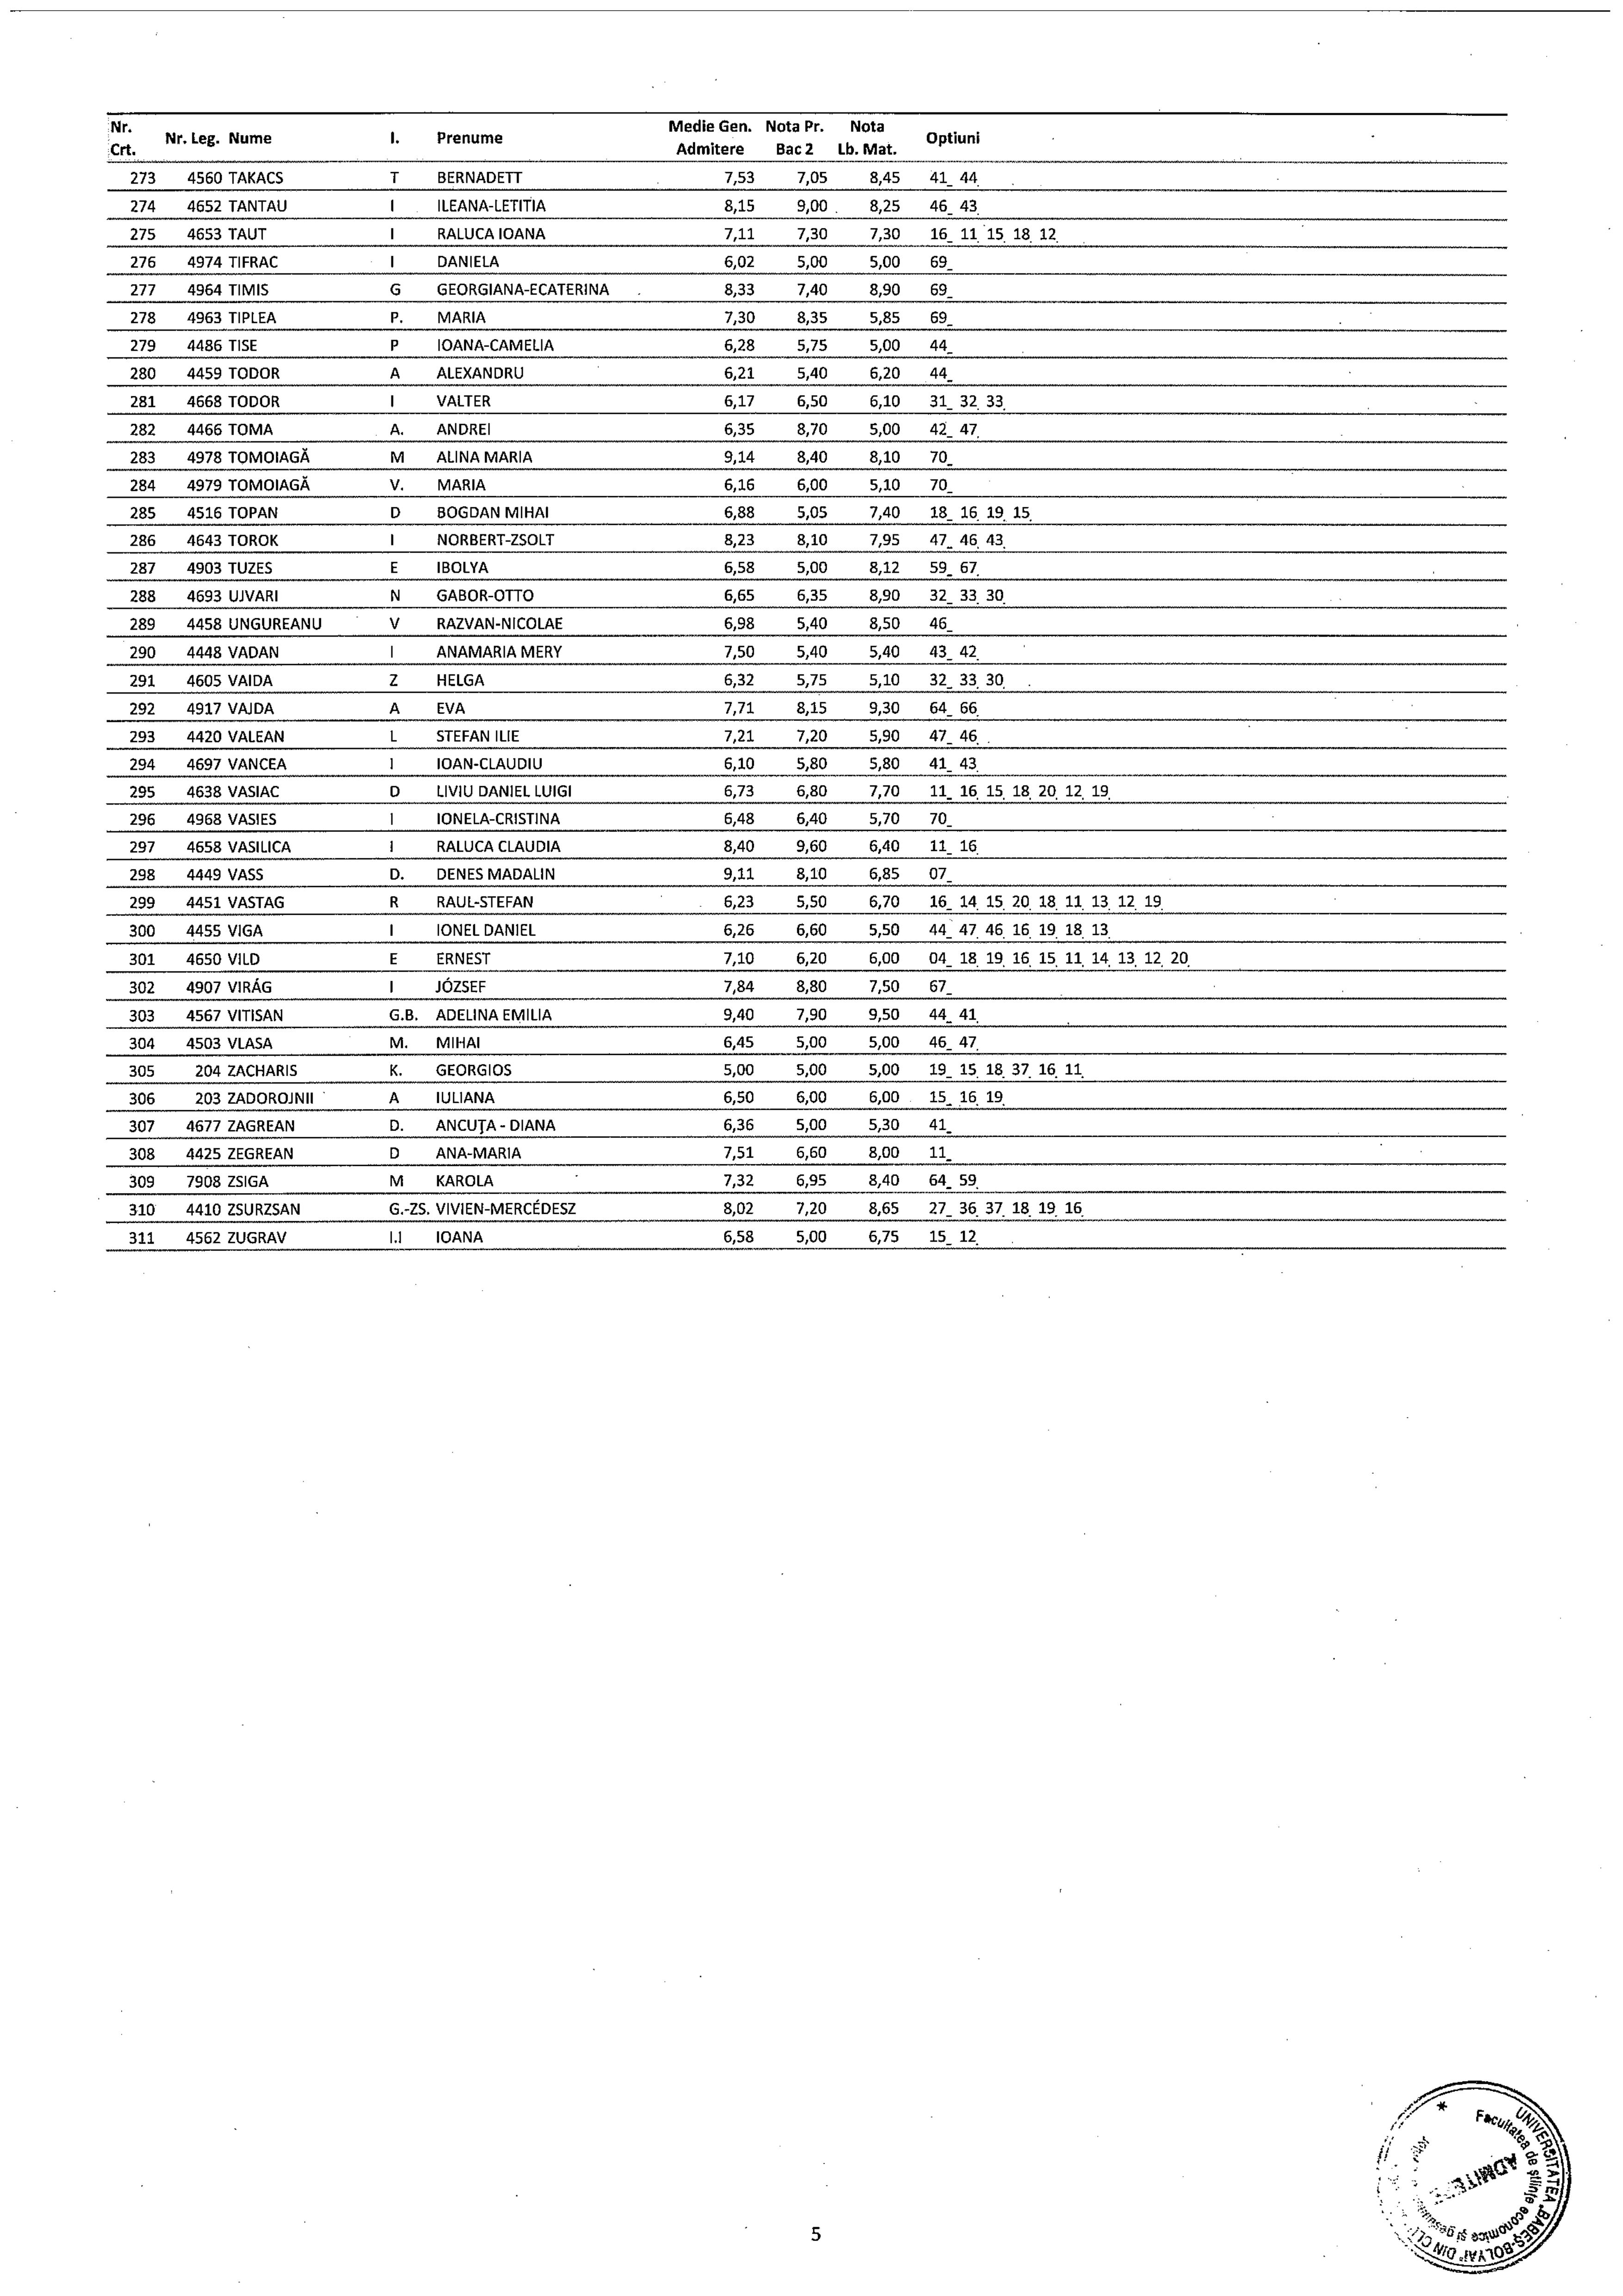 Nr. Crt. Nr. Leg. Nume I. Prenume Medie Gen. Admitere Nota Pr. Bac 2 Nota Lb. Mat. Optiuni
273 4560 TAKACS T BERNADETT 7,53 7,05 8,45 41_ 44.
274 4652 TANTAU I ILEANA-LETITIA 8,15 9,00 8,25 46_ 43.
275 4653 TAUT I RALUCA IOANA 7,11 7,30 7,30 16_ 11. 15. 18. 12.
276 4974 TIFRAC I DANIELA 6,02 5,00 5,00 69_
277 4964 TIMIS G GEORGIANA-ECATERINA 8,33 7,40 8,90 69_
278 4963 TIPLEA P. MARIA 7,30 8,35 5,85 69_
279 4486 TISE P IOANA-CAMELIA 6,28 5,75 5,00 44_
280 4459 TODOR A ALEXANDRU 6,21 5,40 6,20 44_
281 4668 TODOR I VALTER 6,17 6,50 6,10 31_ 32. 33.
282 4466 TOMA A. ANDREI 6,35 8,70 5,00 42_ 47.
283 4978 TOMOIAGĂ M ALINA MARIA 9,14 8,40 8,10 70_
284 4979 TOMOIAGĂ V. MARIA 6,16 6,00 5,10 70_
285 4516 TOPAN D BOGDAN MIHAI 6,88 5,05 7,40 18_ 16. 19. 15.
286 4643 TOROK I NORBERT-ZSOLT 8,23 8,10 7,95 47_ 46. 43.
287 4903 TUZES E IBOLYA 6,58 5,00 8,12 59_ 67.
288 4693 UJVARI N GABOR-OTTO 6,65 6,35 8,90 32_ 33. 30.
289 4458 UNGUREANU V RAZVAN-NICOLAE 6,98 5,40 8,50 46_
290 4448 VADAN I ANAMARIA MERY 7,50 5,40 5,40 43_ 42.
291 4605 VAIDA Z HELGA 6,32 5,75 5,10 32_ 33. 30.
292 4917 VAJDA A EVA 7,71 8,15 9,30 64_ 66.
293 4420 VALEAN L STEFAN ILIE 7,21 7,20 5,90 47_ 46.
294 4697 VANCEA I IOAN-CLAUDIU 6,10 5,80 5,80 41_ 43.
295 4638 VASIAC D LIVIU DANIEL LUIGI 6,73 6,80 7,70 11_ 16. 15. 18. 20. 12. 19.
296 4968 VASIES I IONELA-CRISTINA 6,48 6,40 5,70 70_
297 4658 VASILICA I RALUCA CLAUDIA 8,40 9,60 6,40 11_ 16.
298 4449 VASS D. DENES MADALIN 9,11 8,10 6,85 07_
299 4451 VASTAG R RAUL-STEFAN 6,23 5,50 6,70 16_ 14. 15. 20. 18. 11. 13. 12. 19.
300 4455 VIGA I IONEL DANIEL 6,26 6,60 5,50 44_ 47. 46. 16. 19. 18. 13.
301 4650 VILD E ERNEST 7,10 6,20 6,00 04_ 18. 19. 16. 15. 11. 14. 13. 12. 20.
302 4907 VIRÁG I JÓZSEF 7,84 8,80 7,50 67_
303 4567 VITISAN G.B. ADELINA EMILIA 9,40 7,90 9,50 44_ 41.
304 4503 VLASA M. MIHAI 6,45 5,00 5,00 46_ 47.
305 204 ZACHARIS K. GEORGIOS 5,00 5,00 5,00 19_ 15. 18. 37. 16. 11.
306 203 ZADOROJNII A IULIANA 6,50 6,00 6,00 15_ 16. 19.
307 4677 ZAGREAN D. ANCUŢA - DIANA 6,36 5,00 5,30 41_
308 4425 ZEGREAN D ANA-MARIA 7,51 6,60 8,00 11_
309 7908 ZSIGA M KAROLA 7,32 6,95 8,40 64_ 59.
310 4410 ZSURZSAN G.-ZS. VIVIEN-MERCÉDESZ 8,02 7,20 8,65 27_ 36. 37. 18. 19. 16.
311 4562 ZUGRAV I.I IOANA 6,58 5,00 6,75 15_ 12.
UNIVERSITATEA "BABEŞ-BOLYAI" DIN
Facultatea de ştiinţe economice şi
5